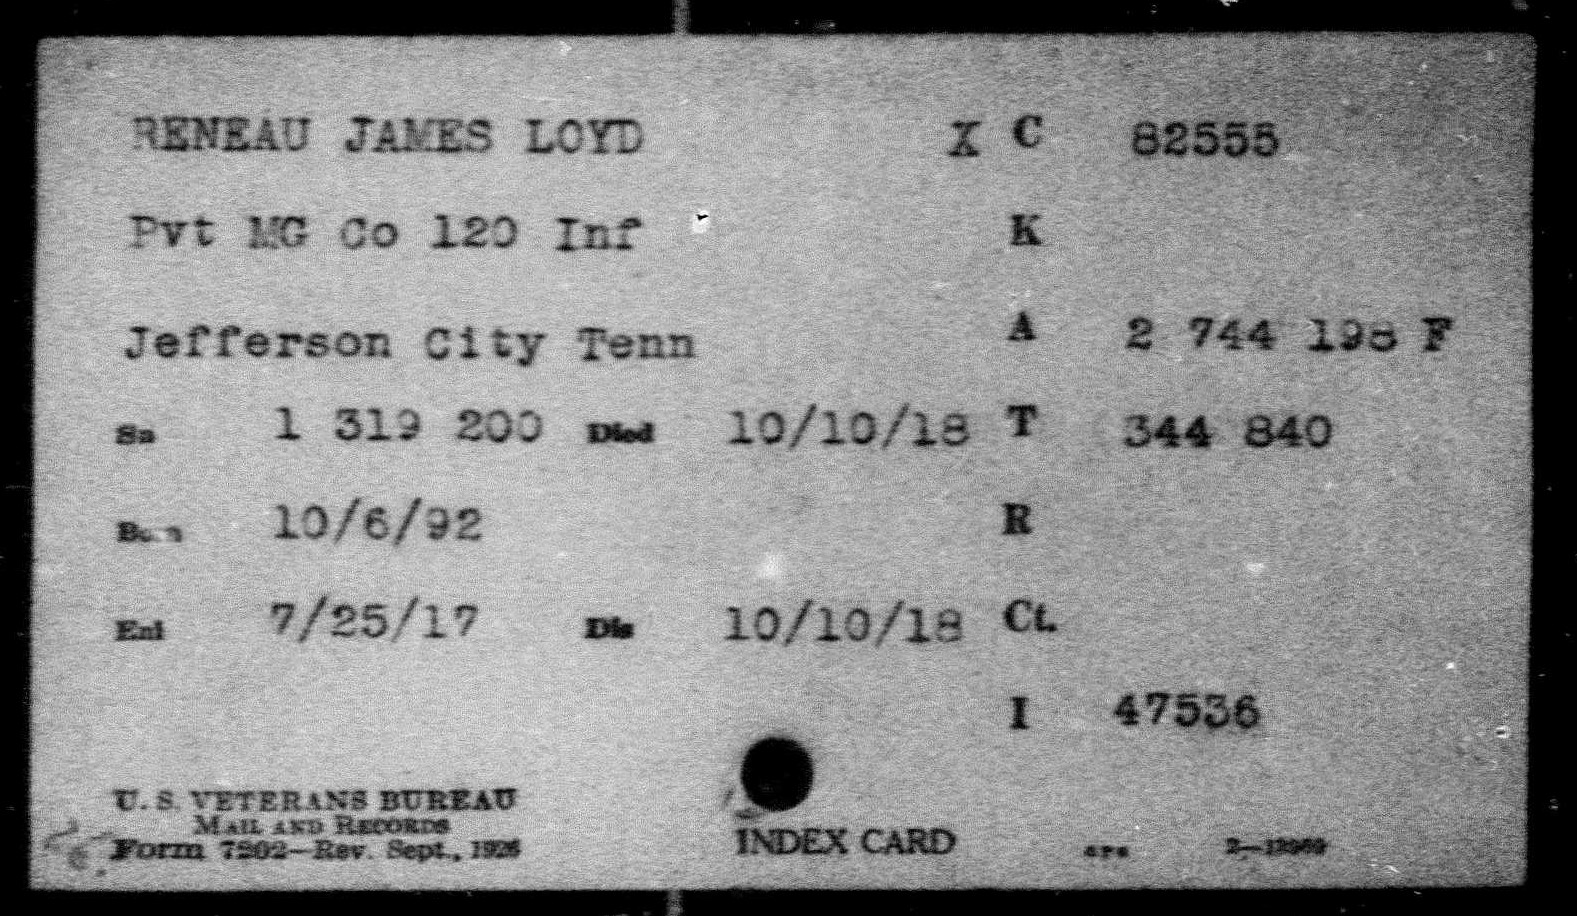 RENEAU JAMES LOYD X C 82555
Pvt MG Co 120 Inf K
Jefferson City Tenn A 2 744 198 F
Sn 1 319 200 Died 10/10/18 T 344 840
Born 10/6/92 R
Enl 7/25/17 Dis 10/10/18 Ct.
I 47536
U. S. VETERANS BUREAU
MAIL AND RECORDS
Form 7202—Rev. Sept., 1926
INDEX CARD